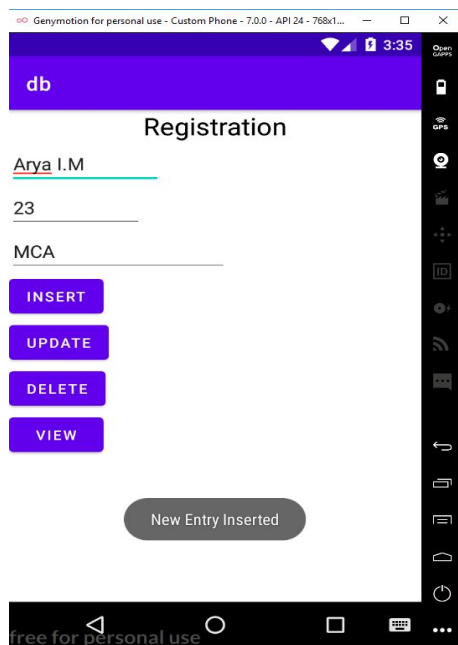 Genymotion for personal use - Custom Phone - 7.0.0 - API 24 - 768x1...
3:35
Open
GAPPS
db
GPS
Registration
Arya I.M
23
ID
MCA
INSERT
UPDATE
DELETE
VIEW
New Entry Inserted
free for personal use